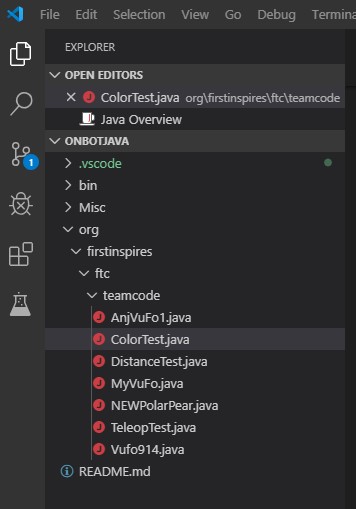 File Edit Selection View Go Debug Termina
EXPLORER
OPEN EDITORS
ColorTest.java org\firstinspires\ftc\teamcode
Java Overview
ONBOTJAVA
.vscode
bin
Misc
org
firstinspires
ftc
teamcode
J AnjVuFo1.java
J ColorTest.java
J DistanceTest.java
J MyVuFo.java
J NEWPolarPear.java
J TeleopTest.java
J Vufo914.java
README.md
1